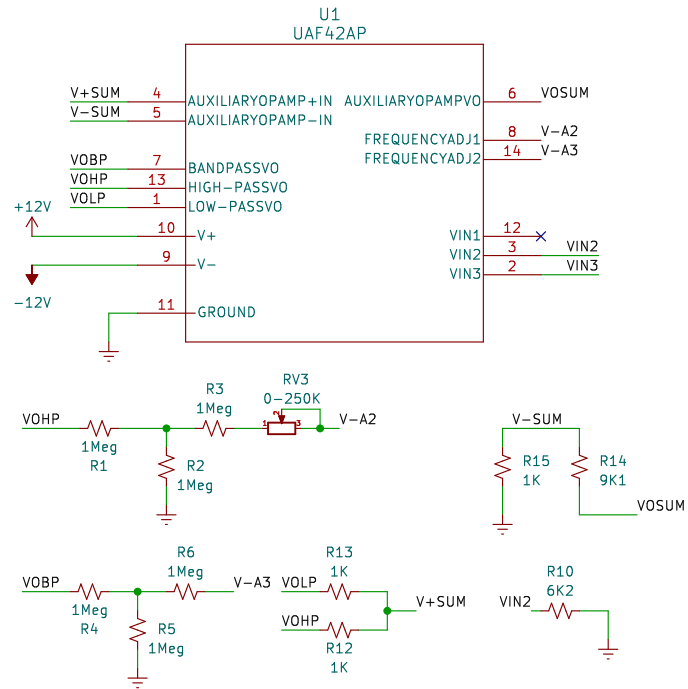 U1
UAF42AP
V+SUM 4 AUXILIARYOPAMP+IN AUXILIARYOPAMPVO 6 VOSUM
V-SUM 5 AUXILIARYOPAMP-IN
FREQUENCYADJ1 8 V-A2
FREQUENCYADJ2 14 V-A3
VOBP 7 BANDPASSVO
VOHP 13 HIGH-PASSVO
VOLP 1 LOW-PASSVO
+12V
10 V+ VIN1 12
VIN2 3 VIN2
9 V- VIN3 2 VIN3
-12V
11 GROUND
RV3
0-250K
R3
1Meg
1 2 3
VOHP V-A2
1Meg
R1
R2
1Meg
V-SUM
R15
1K
R14
9K1
VOSUM
R6
1Meg
VOBP V-A3
1Meg
R4
R5
1Meg
R13
1K
VOLP
V+SUM
VOHP
R12
1K
R10
6K2
VIN2